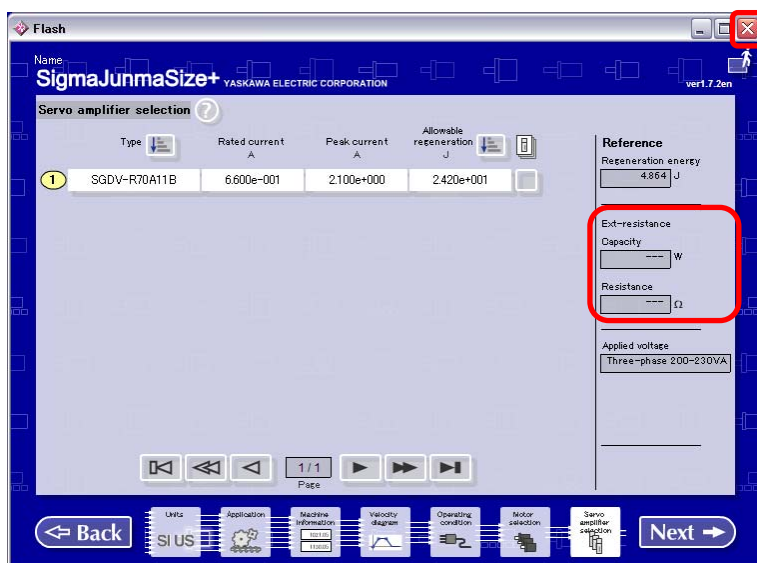 Flash
Name
SigmaJunmaSize+ YASKAWA ELECTRIC CORPORATION
ver1.7.2en
Servo amplifier selection ?
Type
Rated current
A
Peak current
A
Allowable
regeneration
J
1 SGDV-R70A11B 6.600e-001 2.100e+000 2.420e+001
Reference
Regeneration energy
4.864 J
Ext-resistance
Capacity
--- W
Resistance
--- Ω
Applied voltage
Three-phase 200-230VA
1/1
Page
Back
Units
SI US
Application
Machine
Information
Velocity
diagram
Operating
condition
Motor
selection
Servo
amplifier
selection
Next